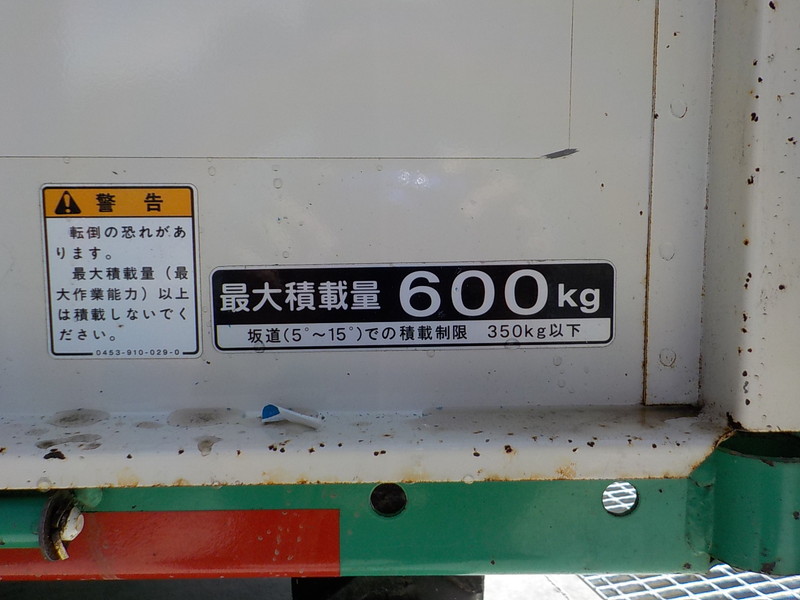 警告
転倒の恐れがあ
ります。
最大積載量（最
大作業能力）以上
は積載しないでく
ださい。
0453-910-029-0
最大積載量 600kg
坂道(5°～15°)での積載制限 350kg以下